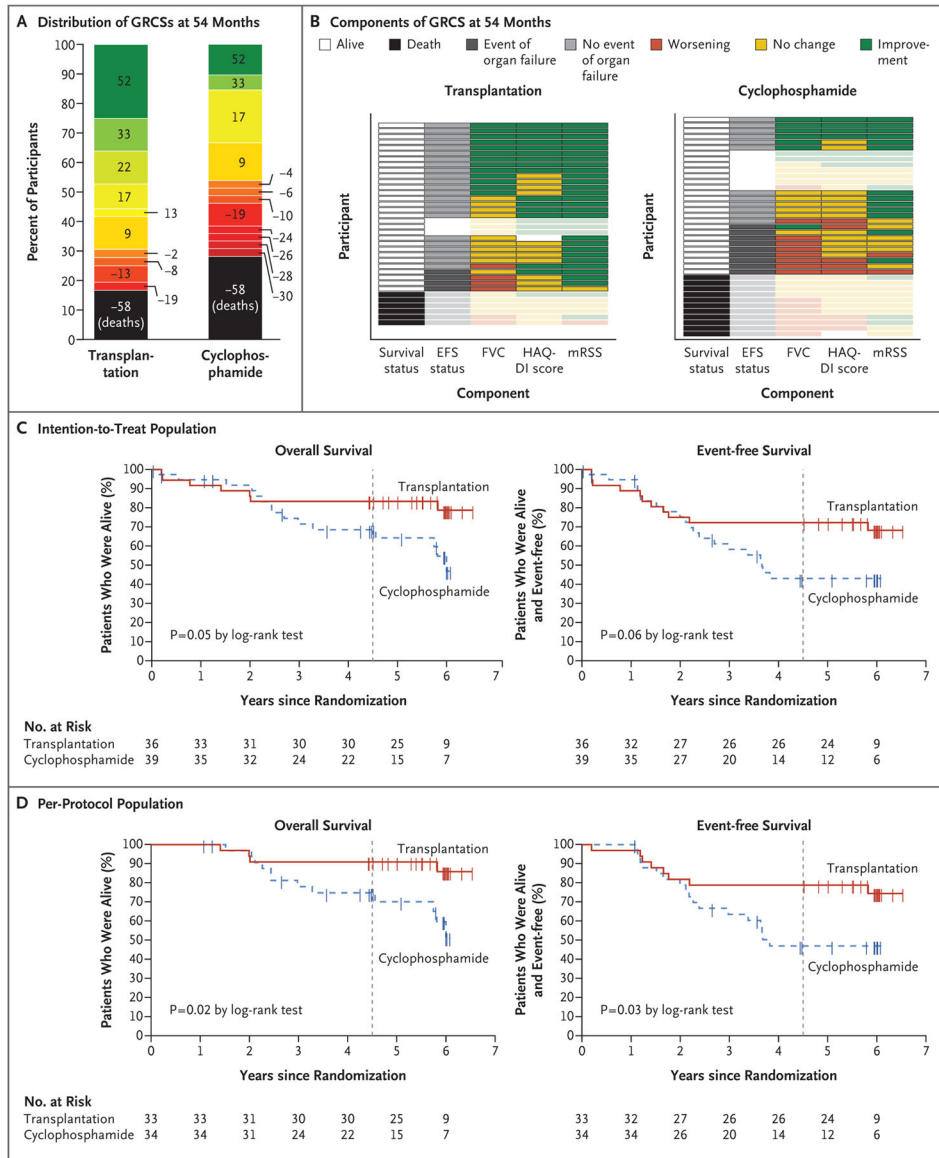 A Distribution of GRCSs at 54 Months
Percent of Participants
100
90
80
70
60
50
40
30
20
10
0
52
33
22
17
13
9
−2
−8
−13
−19
−58
(deaths)
52
33
17
9
−4
−6
−10
−19
−24
−26
−28
−30
−58
(deaths)
Transplan-
tation
Cyclophos-
phamide
B Components of GRCS at 54 Months
Alive
Death
Event of
organ failure
No event
of organ
failure
Worsening
No change
Improve-
ment
Transplantation
Participant
Survival
status
EFS
status
FVC
HAQ-
DI score
mRSS
Component
Cyclophosphamide
Participant
Survival
status
EFS
status
FVC
HAQ-
DI score
mRSS
Component
C Intention-to-Treat Population
Overall Survival
Patients Who Were Alive (%)
100
90
80
70
60
50
40
30
20
10
0
Transplantation
Cyclophosphamide
P=0.05 by log-rank test
0 1 2 3 4 5 6 7
Years since Randomization
Event-free Survival
Patients Who Were Alive
and Event-free (%)
100
90
80
70
60
50
40
30
20
10
0
Transplantation
Cyclophosphamide
P=0.06 by log-rank test
0 1 2 3 4 5 6 7
Years since Randomization
No. at Risk
Transplantation 36 33 31 30 30 25 9 36 32 27 26 26 24 9
Cyclophosphamide 39 35 32 24 22 15 7 39 35 27 20 14 12 6
D Per-Protocol Population
Overall Survival
Patients Who Were Alive (%)
100
90
80
70
60
50
40
30
20
10
0
Transplantation
Cyclophosphamide
P=0.02 by log-rank test
0 1 2 3 4 5 6 7
Years since Randomization
Event-free Survival
Patients Who Were Alive
and Event-free (%)
100
90
80
70
60
50
40
30
20
10
0
Transplantation
Cyclophosphamide
P=0.03 by log-rank test
0 1 2 3 4 5 6 7
Years since Randomization
No. at Risk
Transplantation 33 33 31 30 30 25 9 33 32 27 26 26 24 9
Cyclophosphamide 34 34 31 24 22 15 7 34 34 26 20 14 12 6